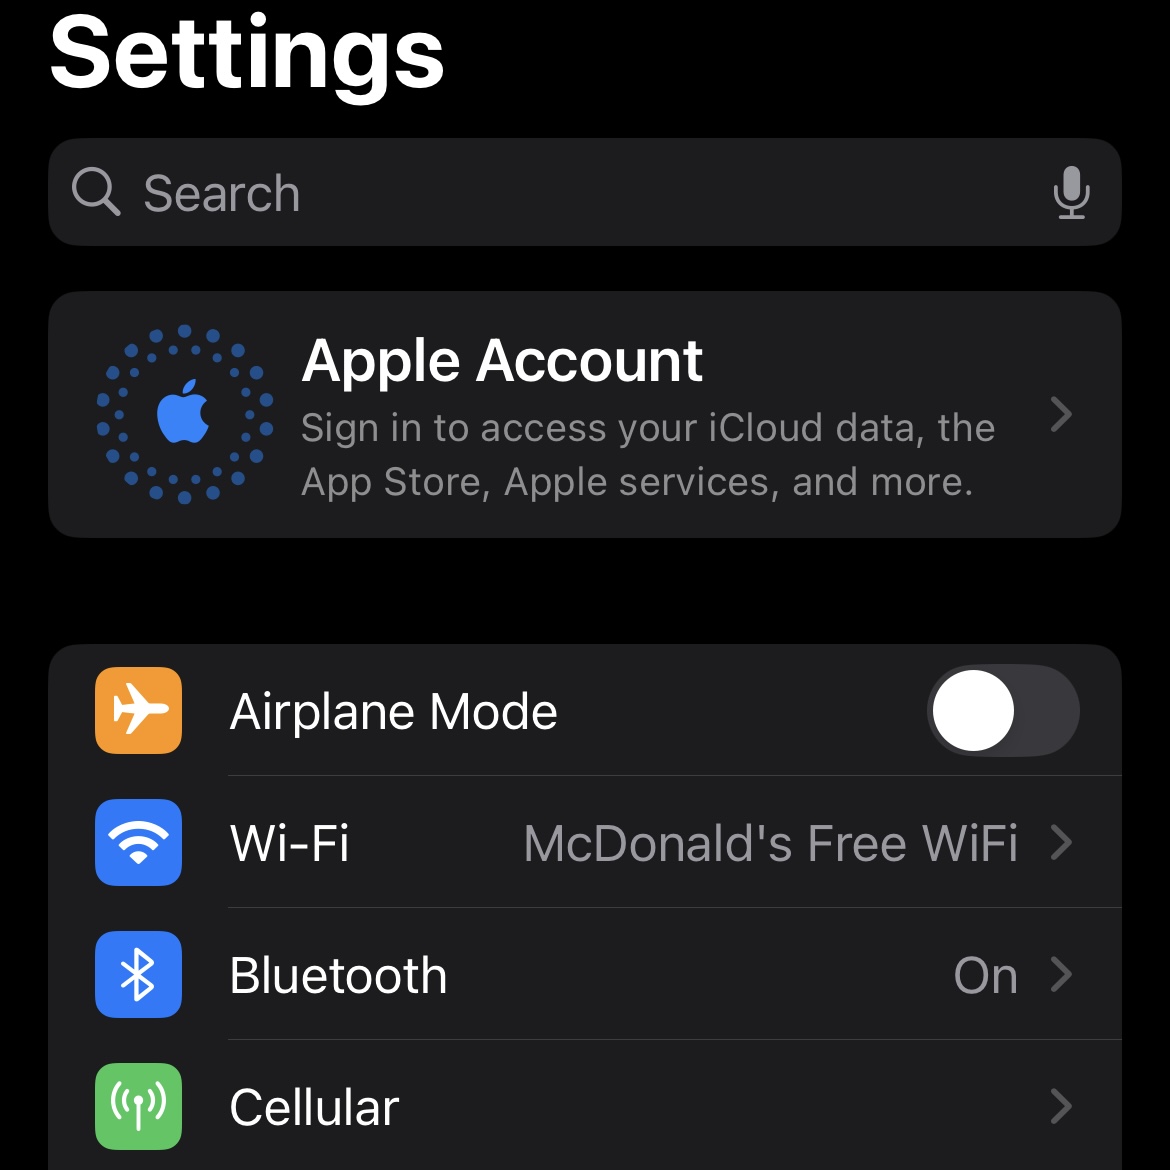 Settings
Search
Apple Account
Sign in to access your iCloud data, the
App Store, Apple services, and more.
Airplane Mode
Wi-Fi McDonald's Free WiFi
Bluetooth On
Cellular